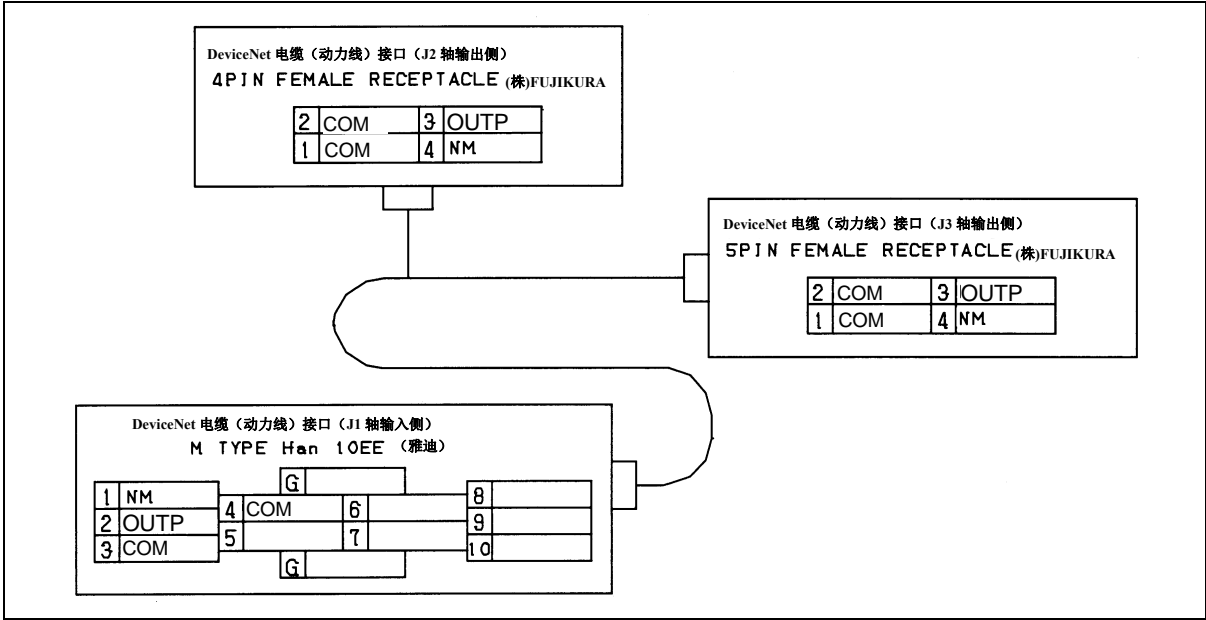 DeviceNet 电缆（动力线）接口（J2 轴输出侧）
4PIN FEMALE RECEPTACLE (株)FUJIKURA
2 COM 3 OUTP
1 COM 4 NM
DeviceNet 电缆（动力线）接口（J3 轴输出侧）
5PIN FEMALE RECEPTACLE (株)FUJIKURA
2 COM 3 OUTP
1 COM 4 NM
DeviceNet 电缆（动力线）接口（J1 轴输入侧）
M TYPE Han 10EE （雅迪）
G
1 NM
2 OUTP
3 COM
4 COM 6
5 7
8
9
10
G